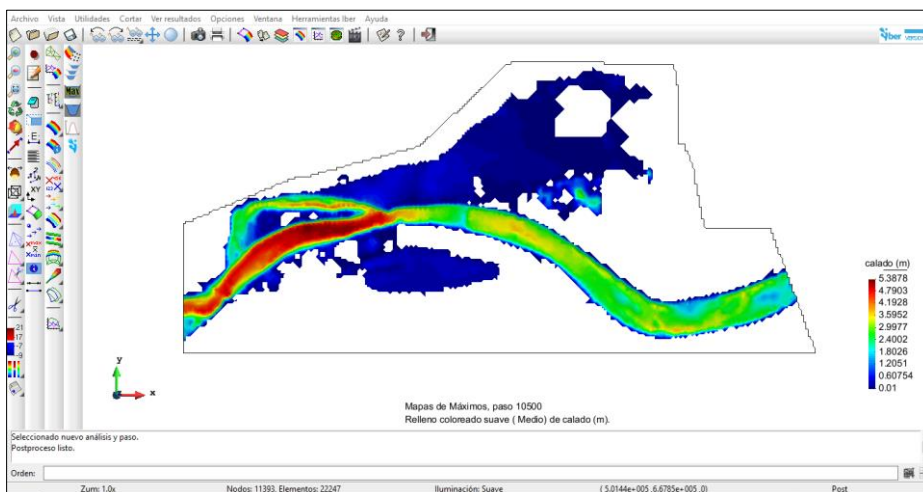 Archivo Vista Utilidades Cortar Ver resultados Opciones Ventana Herramientas Iber Ayuda
Iber
Max
E
XY
calado (m)
5.3878
4.7903
4.1928
3.5952
2.9977
2.4002
1.8026
1.2051
0.60754
0.01
y
x
Mapas de Máximos, paso 10500
Relleno coloreado suave ( Medio) de calado (m).
Seleccionado nuevo análisis y paso.
Postproceso listo.
Orden:
Zum: 1.0x Nodos: 11393, Elementos: 22247 Iluminación: Suave ( 5.0144e+005 ,6.6785e+005 ,0) Post